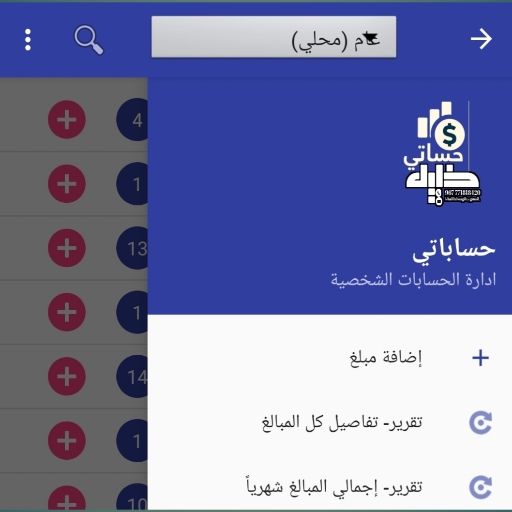 عام (محلي)
حساباتي
ادارة الحسابات الشخصية
إضافة مبلغ
تقرير- تفاصيل كل المبالغ
تقرير- إجمالي المبالغ شهرياً
4
1
13
1
14
1
10
$
حساتي